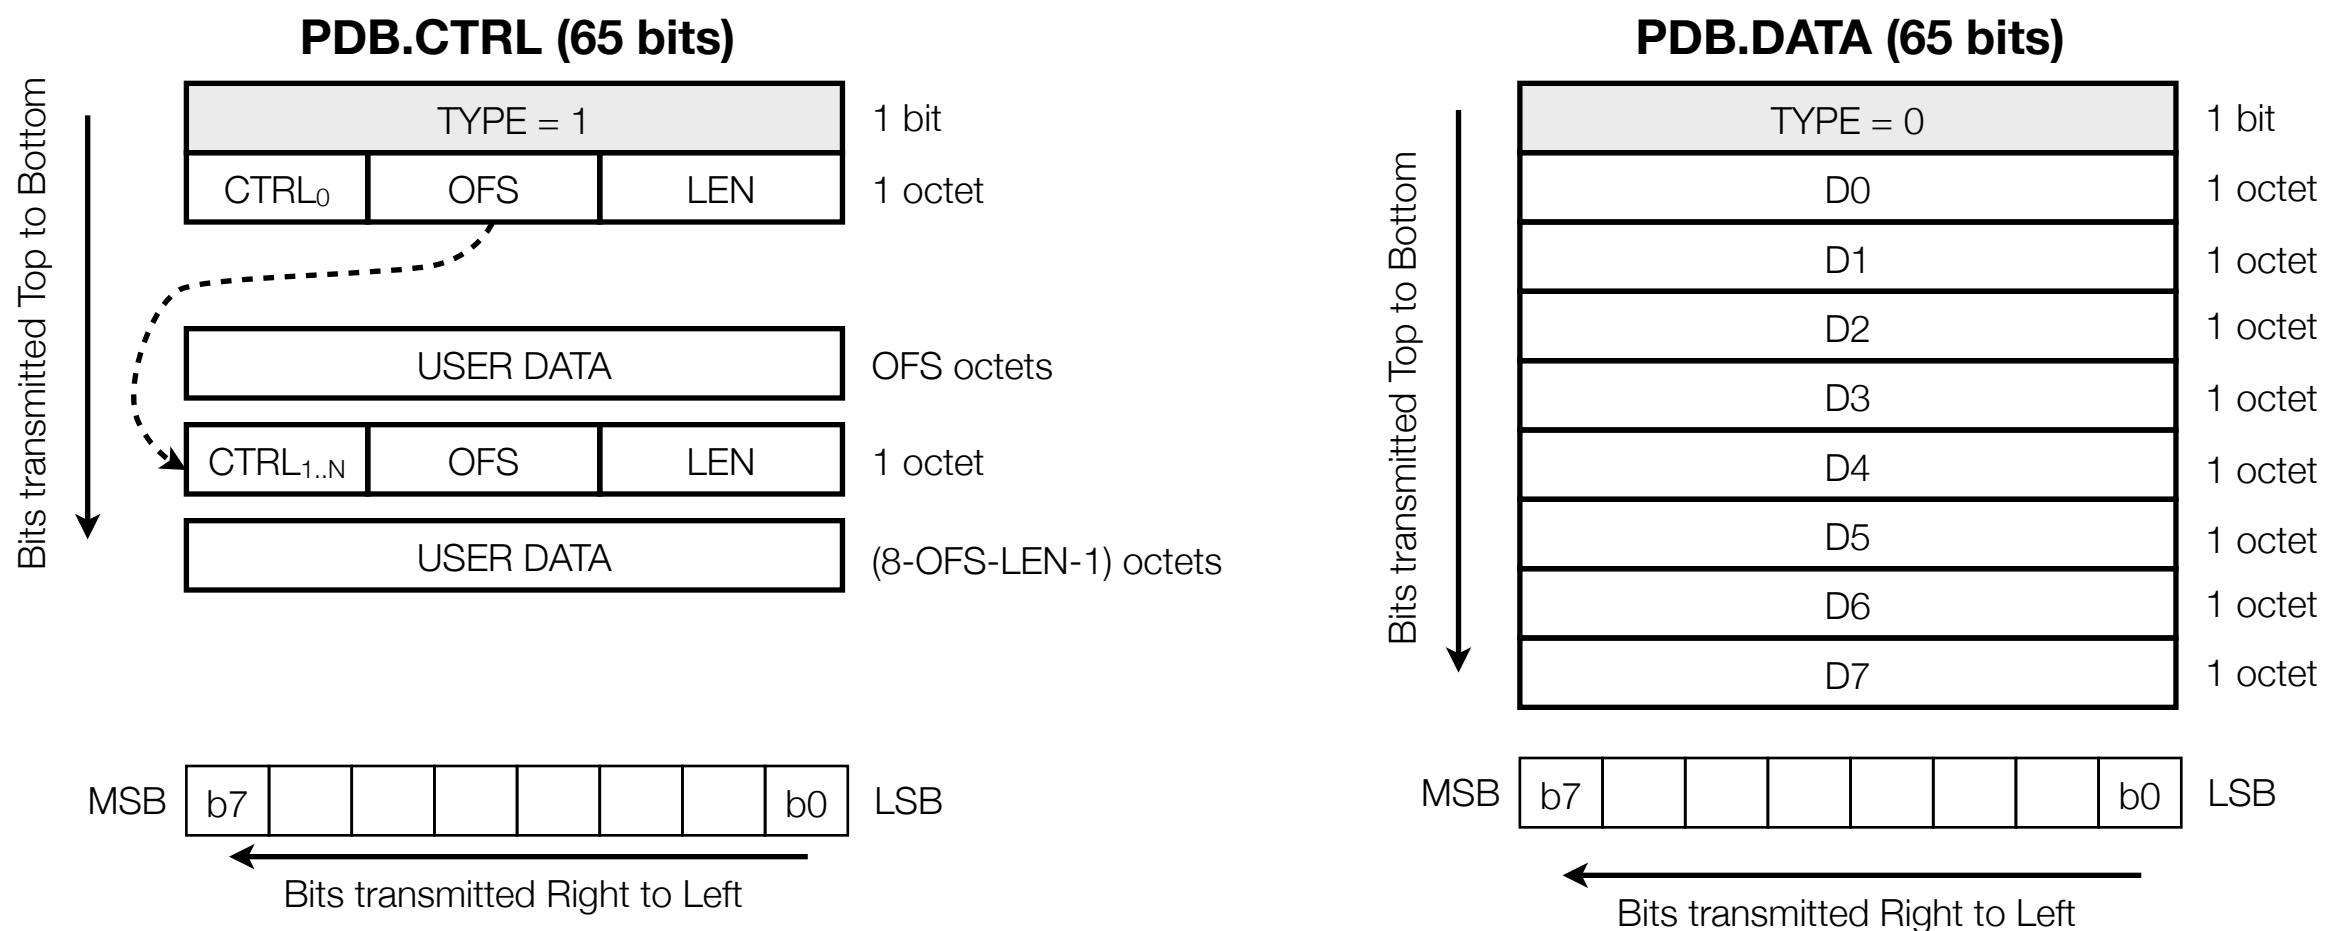 PDB.CTRL (65 bits)
Bits transmitted Top to Bottom
TYPE = 1 1 bit
CTRL₀ OFS LEN 1 octet
USER DATA OFS octets
CTRL₁..N OFS LEN 1 octet
USER DATA (8-OFS-LEN-1) octets
MSB b7 b0 LSB
Bits transmitted Right to Left
PDB.DATA (65 bits)
Bits transmitted Top to Bottom
TYPE = 0 1 bit
D0 1 octet
D1 1 octet
D2 1 octet
D3 1 octet
D4 1 octet
D5 1 octet
D6 1 octet
D7 1 octet
MSB b7 b0 LSB
Bits transmitted Right to Left